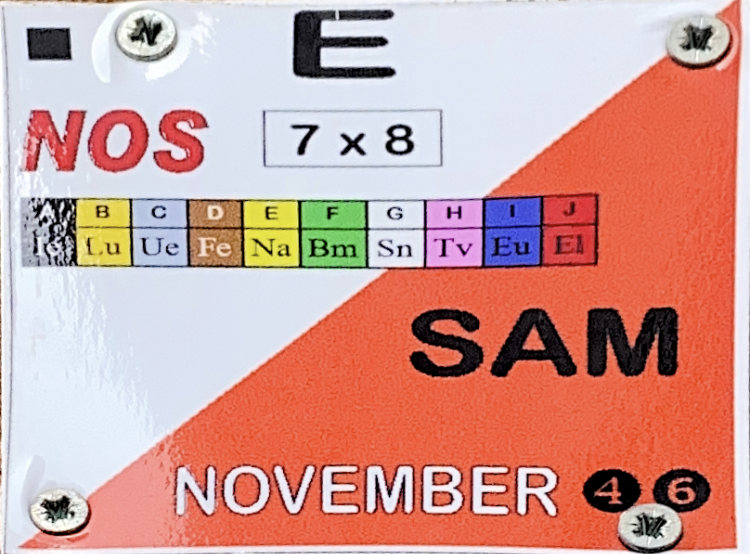 E
NOS 7 x 8
B C D E F G H I J
Lu Ue Fe Na Bm Sn Tv Eu El
SAM
NOVEMBER 4 6